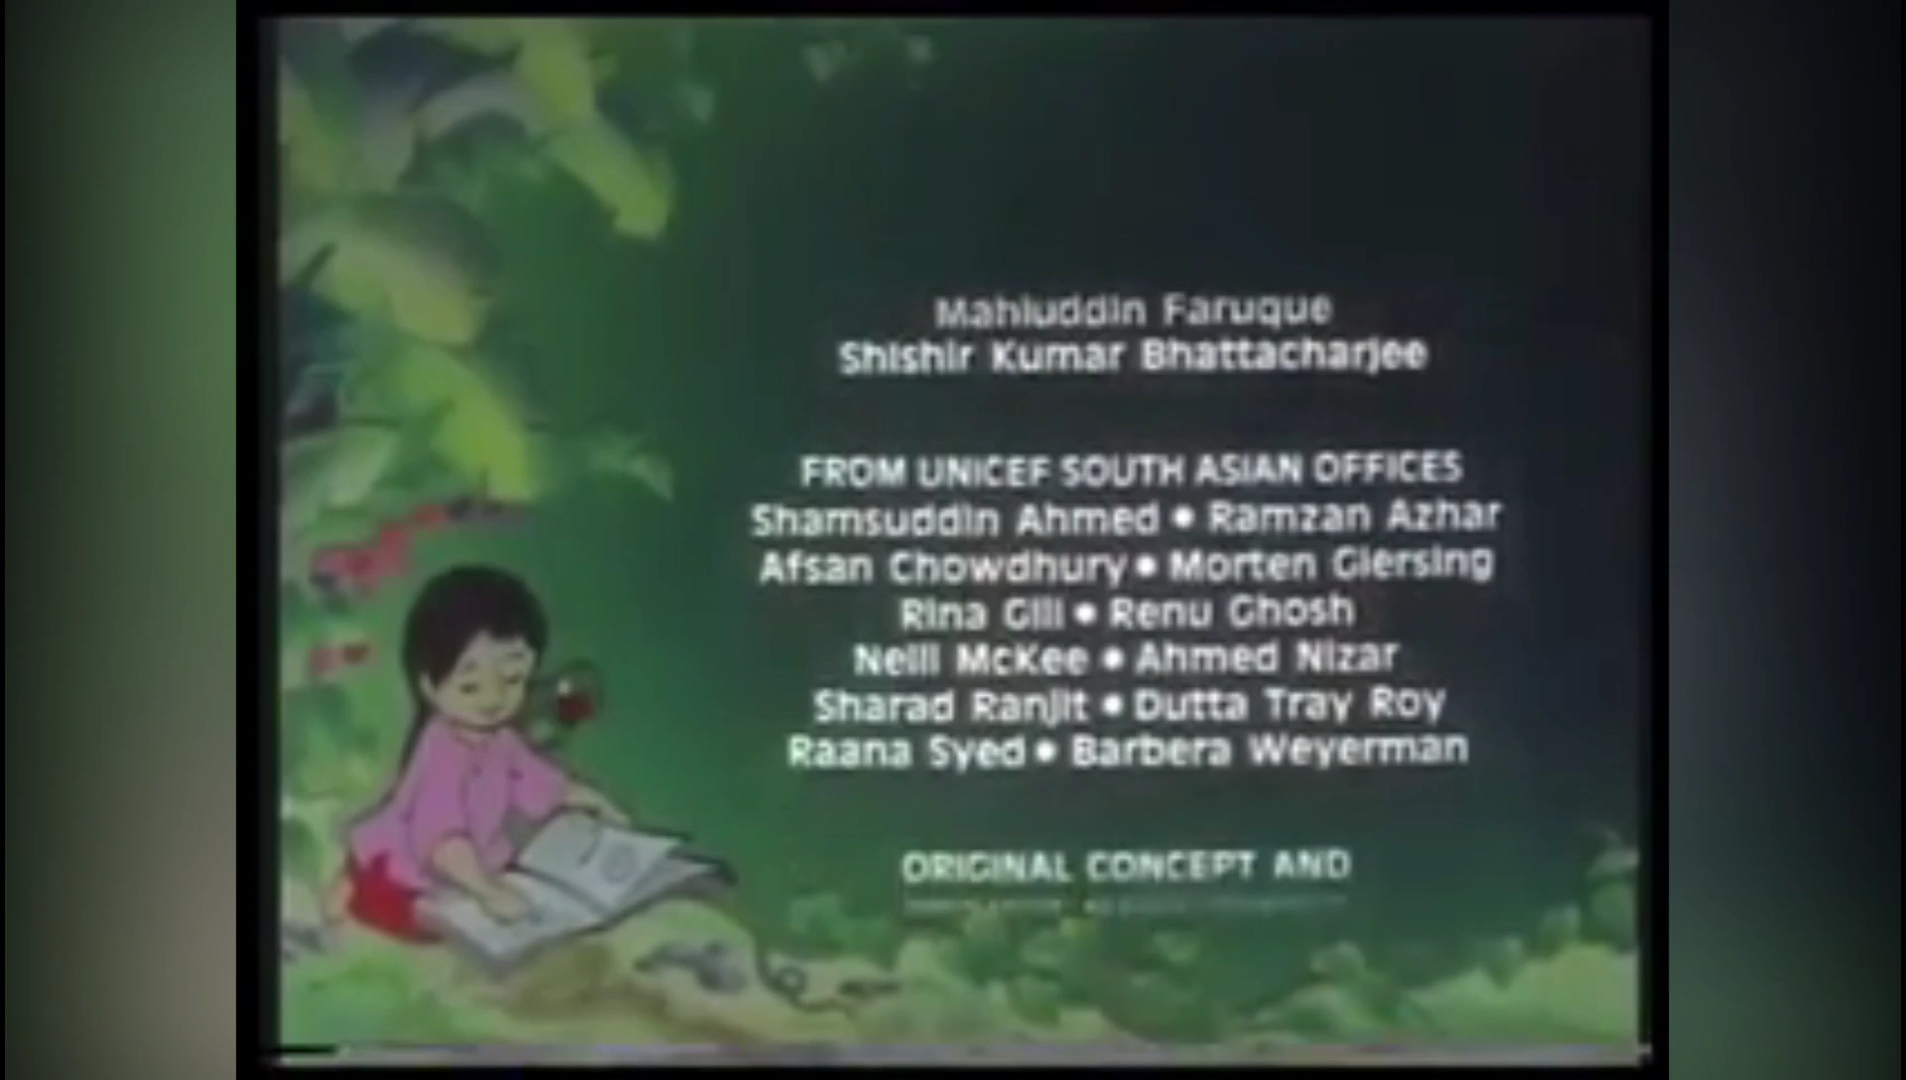 Mahiuddin Faruque
Shishir Kumar Bhattacharjee
FROM UNICEF SOUTH ASIAN OFFICES
Shamsuddin Ahmed • Ramzan Azhar
Afsan Chowdhury • Morten Giersing
Rina Gill • Renu Ghosh
Neill McKee • Ahmed Nizar
Sharad Ranjit • Dutta Tray Roy
Raana Syed • Barbera Weyerman
ORIGINAL CONCEPT AND